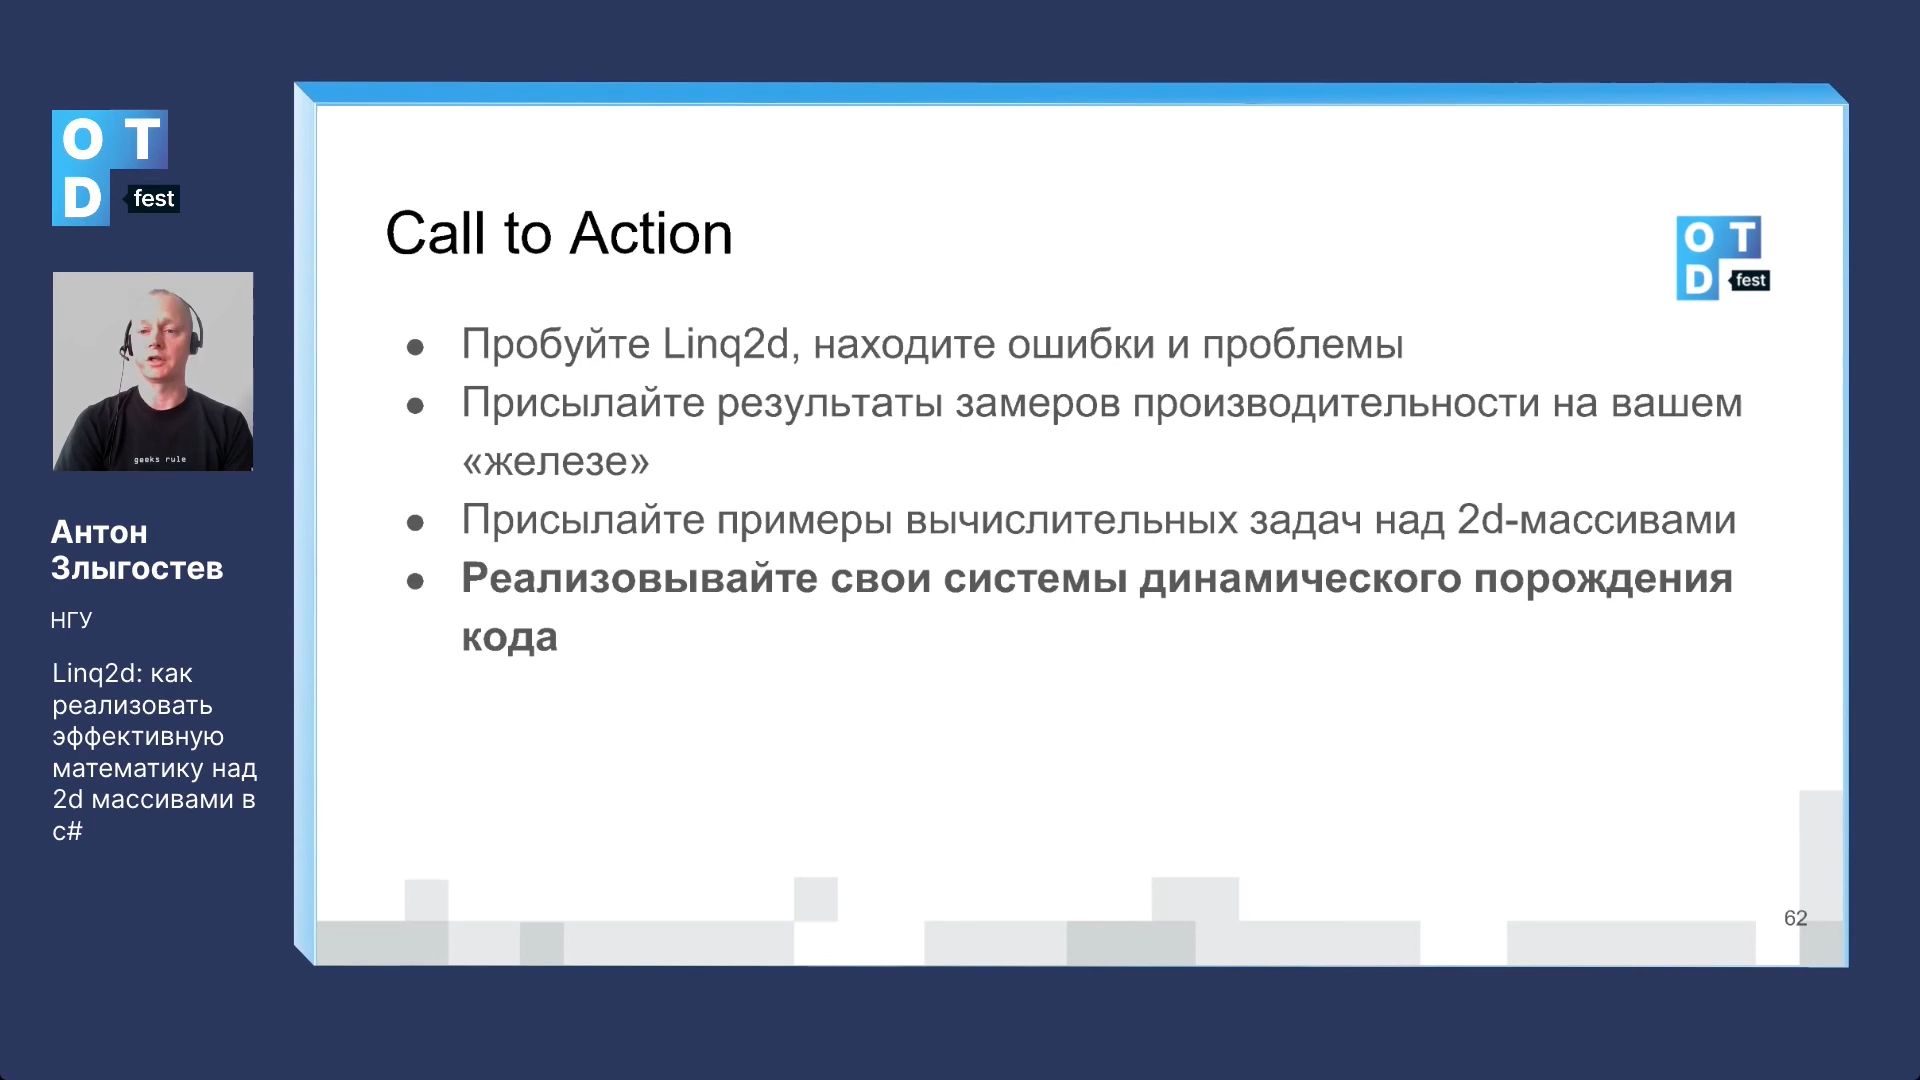 O T
D fest
geeks rule
Антон
Злыгостев
НГУ
Linq2d: как
реализовать
эффективную
математику над
2d массивами в
c#
Call to Action
O T
D fest
● Пробуйте Linq2d, находите ошибки и проблемы
● Присылайте результаты замеров производительности на вашем
«железе»
● Присылайте примеры вычислительных задач над 2d-массивами
● Реализовывайте свои системы динамического порождения
кода
62